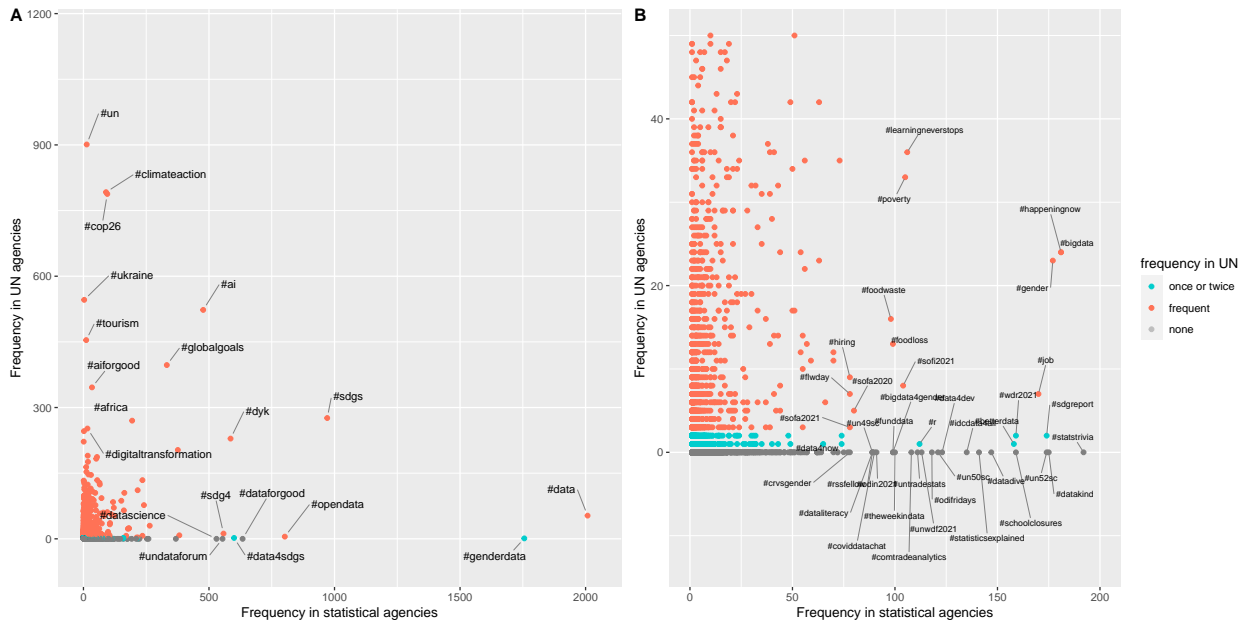 A
B
1200
900
600
300
0
Frequency in UN agencies
#un
#climateaction
#cop26
#ukraine
#ai
#tourism
#globalgoals
#aiforgood
#sdgs
#africa
#dyk
#digitaltransformation
#sdg4
#dataforgood
#opendata
#data
#datascience
#undataforum
#data4sdgs
#genderdata
0
500
1000
1500
2000
Frequency in statistical agencies
40
20
0
Frequency in UN agencies
#learningneverstops
#poverty
#happeningnow
#bigdata
#gender
#foodwaste
#hiring
#foodloss
#sofi2021
#job
#flwday
#sofa2020
#bigdata4gender
#data4dev
#wdr2021
#sdgreport
#sofa2021
#un49sc
#funddata
#r
#idcdata4all
#betterdata
#statstrivia
#data4now
#crvsgender
#rssfellow
#odin2021
#untradestats
#un50sc
#datadive
#un52sc
#datakind
#dataliteracy
#theweekindata
#odifridays
#schoolclosures
#unwdf2021
#statisticsexplained
#coviddatachat
#comtradeanalytics
0
50
100
150
200
Frequency in statistical agencies
frequency in UN
once or twice
frequent
none